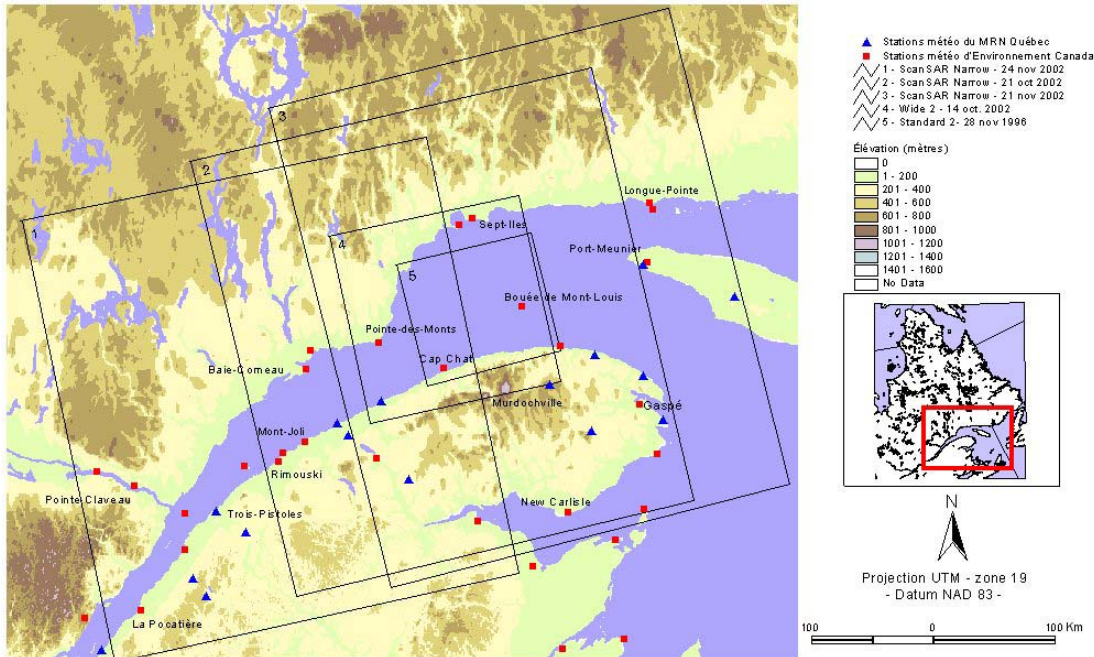 1
2
3
4
5
Sept-Iles
Longue-Pointe
Port-Meunier
Bouée de Mont-Louis
Pointe-des-Monts
Cap Chat
Baie-Comeau
Murdochville
Gaspé
Mont-Joli
Rimouski
Pointe-Claveau
Trois-Pistoles
New Carlisle
La Pocatière
Stations météo du MRN Québec
Stations météo d'Environnement Canada
1 - ScanSAR Narrow - 24 nov 2002
2 - ScanSAR Narrow - 21 oct 2002
3 - ScanSAR Narrow - 21 nov 2002
4 - Wide 2 - 14 oct. 2002
5 - Standard 2- 28 nov 1996
Élévation (mètres)
0
1 - 200
201 - 400
401 - 600
601 - 800
801 - 1000
1001 - 1200
1201 - 1400
1401 - 1600
No Data
N
Projection UTM - zone 19
- Datum NAD 83 -
100 0 100 Km